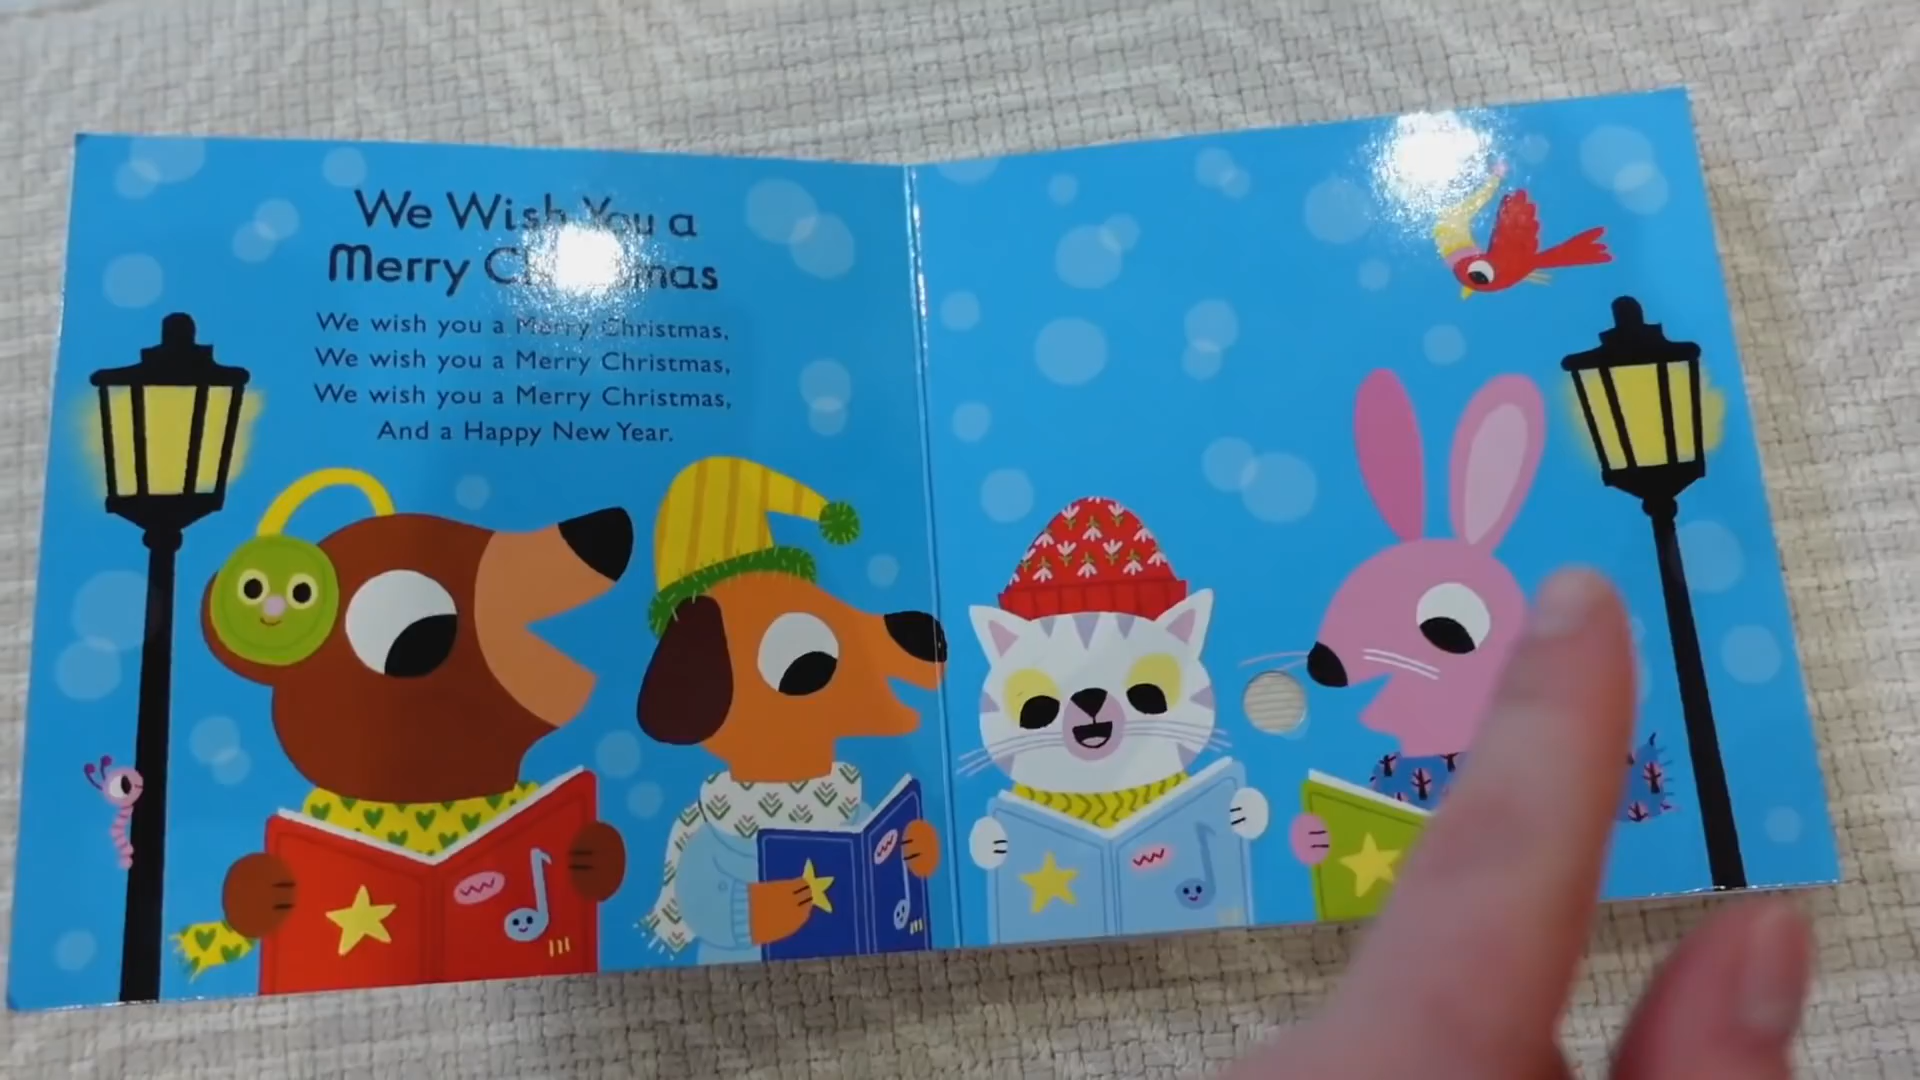 We Wish You a
Merry Christmas
We wish you a Merry Christmas,
We wish you a Merry Christmas,
We wish you a Merry Christmas,
And a Happy New Year.